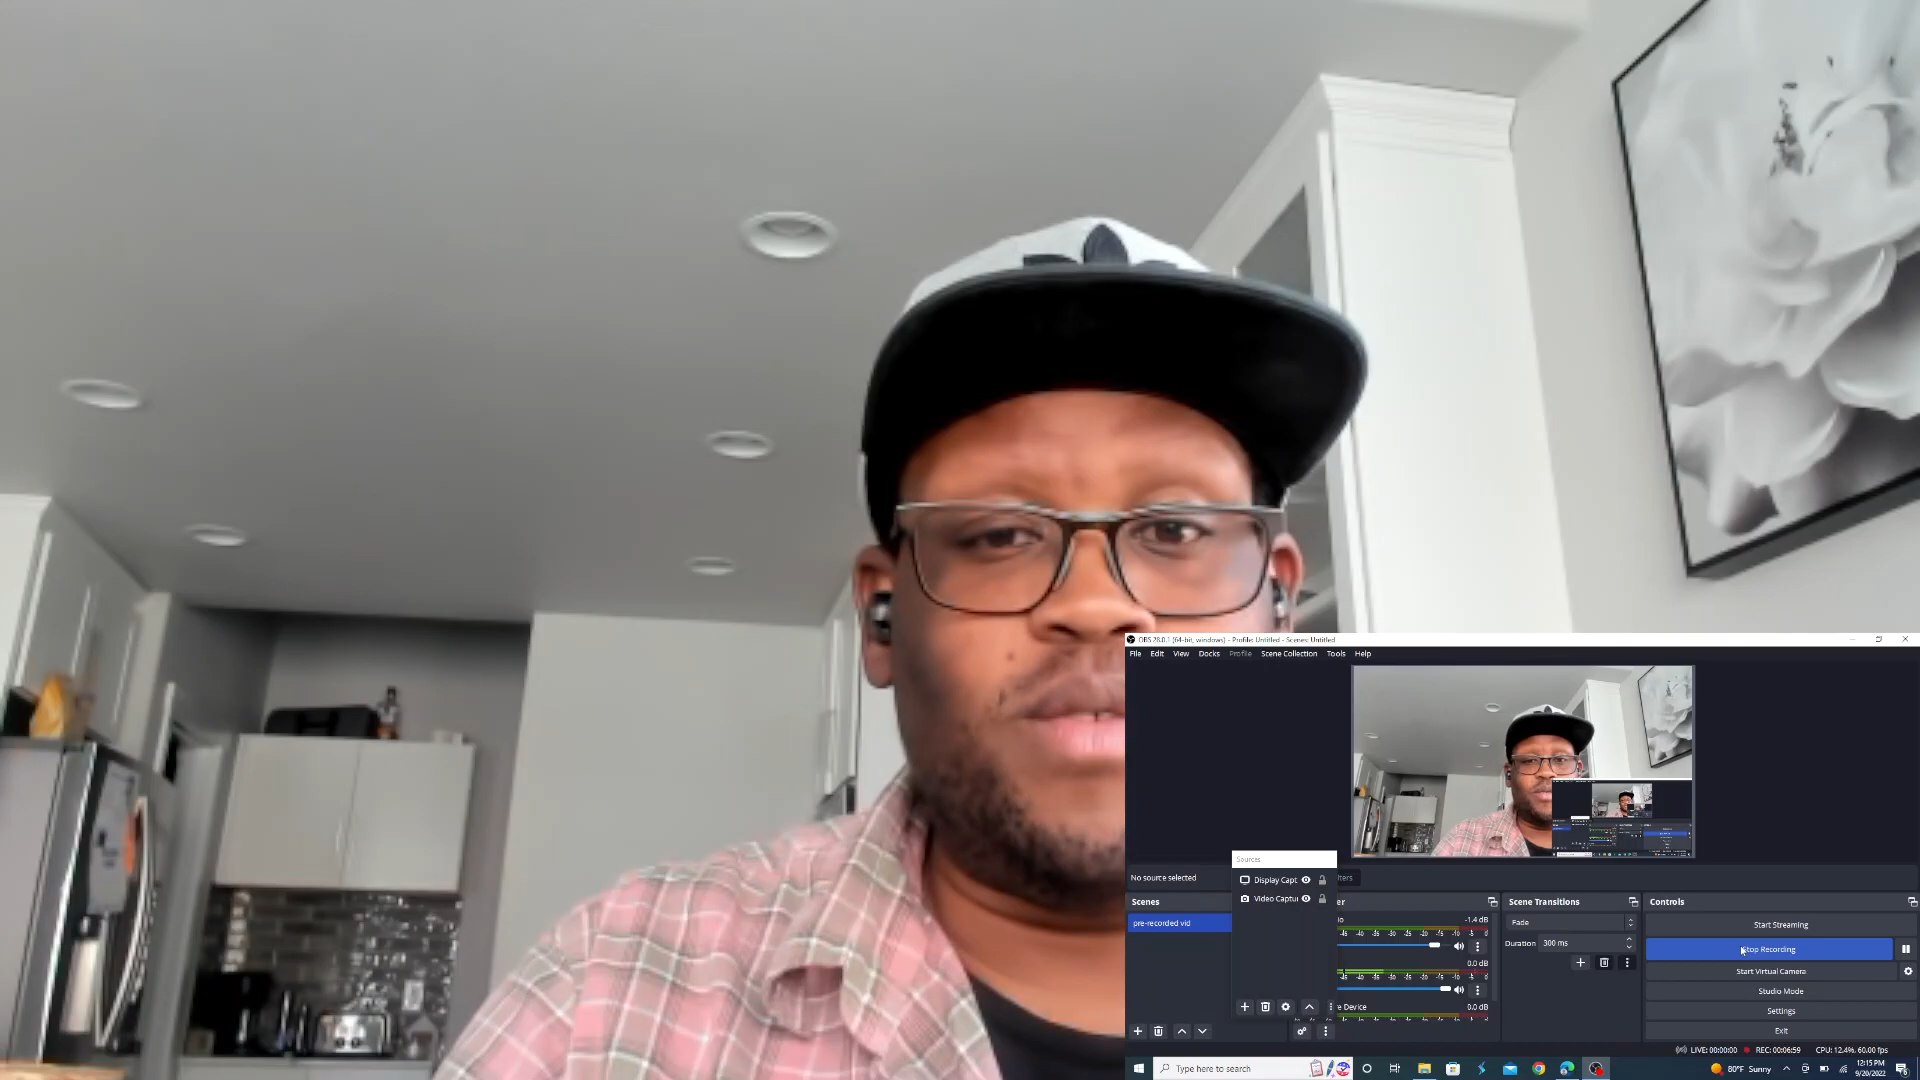 OBS 28.0.1 (64-bit, windows) - Profile: Untitled - Scenes: Untitled
File Edit View Docks Profile Scene Collection Tools Help
No source selected
Sources
Display Capt
Video Captu
Scenes
pre-recorded vid
-1.4 dB
0.0 dB
0.0 dB
Scene Transitions
Fade
Duration 300 ms
Controls
Start Streaming
Stop Recording
Start Virtual Camera
Studio Mode
Settings
Exit
LIVE: 00:00:00 REC: 00:06:59 CPU: 12.4%, 60.00 fps
Type here to search
80°F Sunny
12:15 PM
9/20/2022